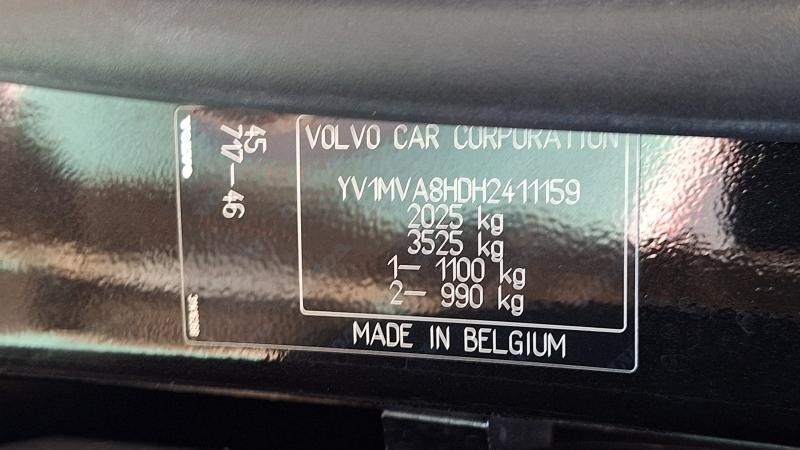 VOLVO CAR CORPORATION
YV1MVA8HDH2411159
2025 kg
3525 kg
1— 1100 kg
2— 990 kg
MADE IN BELGIUM
45
717-46